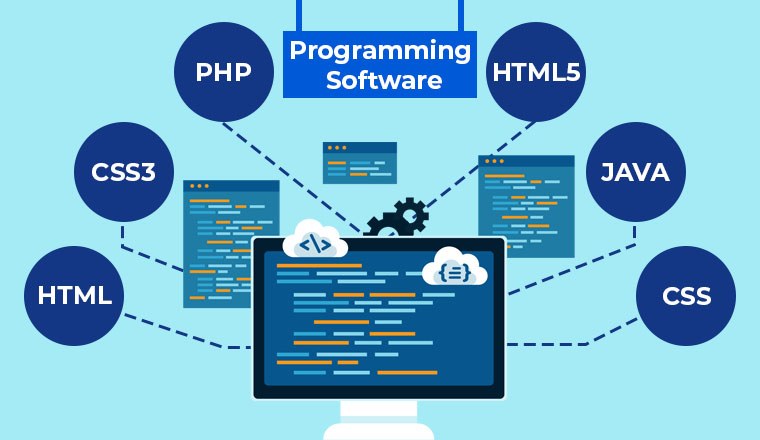 Programming
Software
PHP
HTML5
CSS3
JAVA
HTML
CSS
</>
{=}